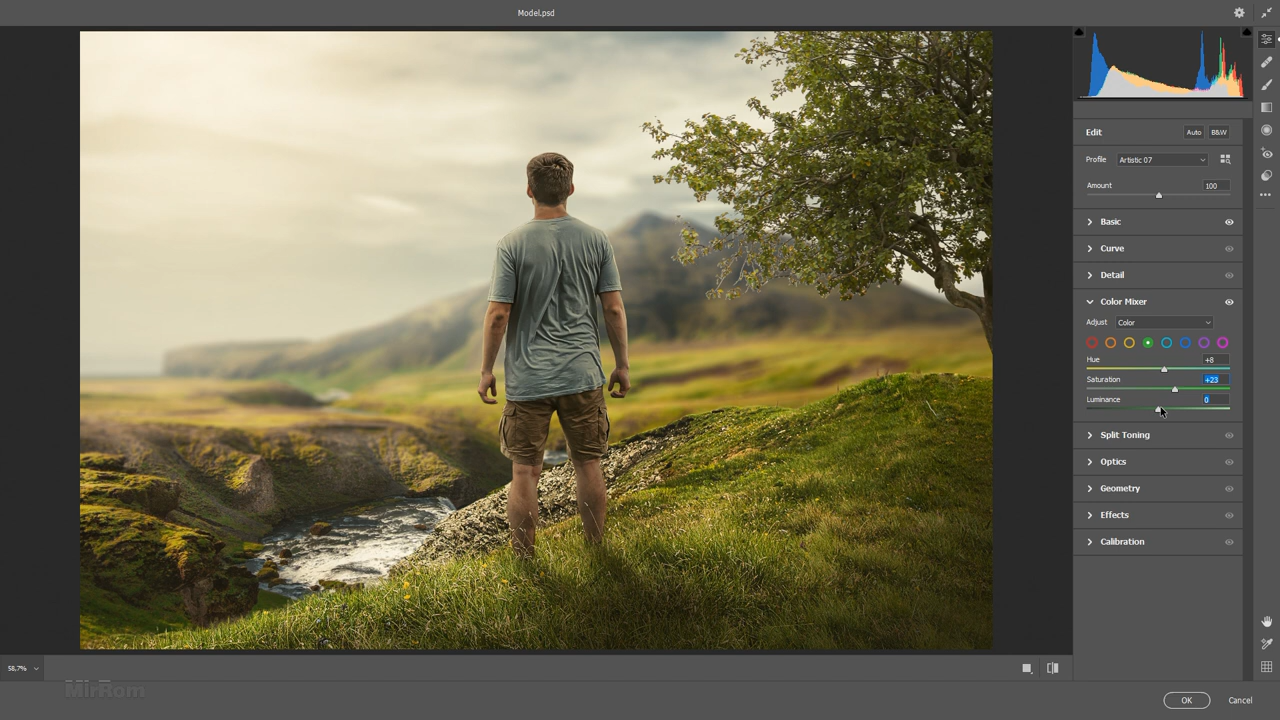 Model.psd
Edit
Auto
B&W
Profile
Artistic 07
Amount
100
Basic
Curve
Detail
Color Mixer
Adjust
Color
Hue
+8
Saturation
+23
Luminance
0
Split Toning
Optics
Geometry
Effects
Calibration
58,7%
MirRom
OK
Cancel